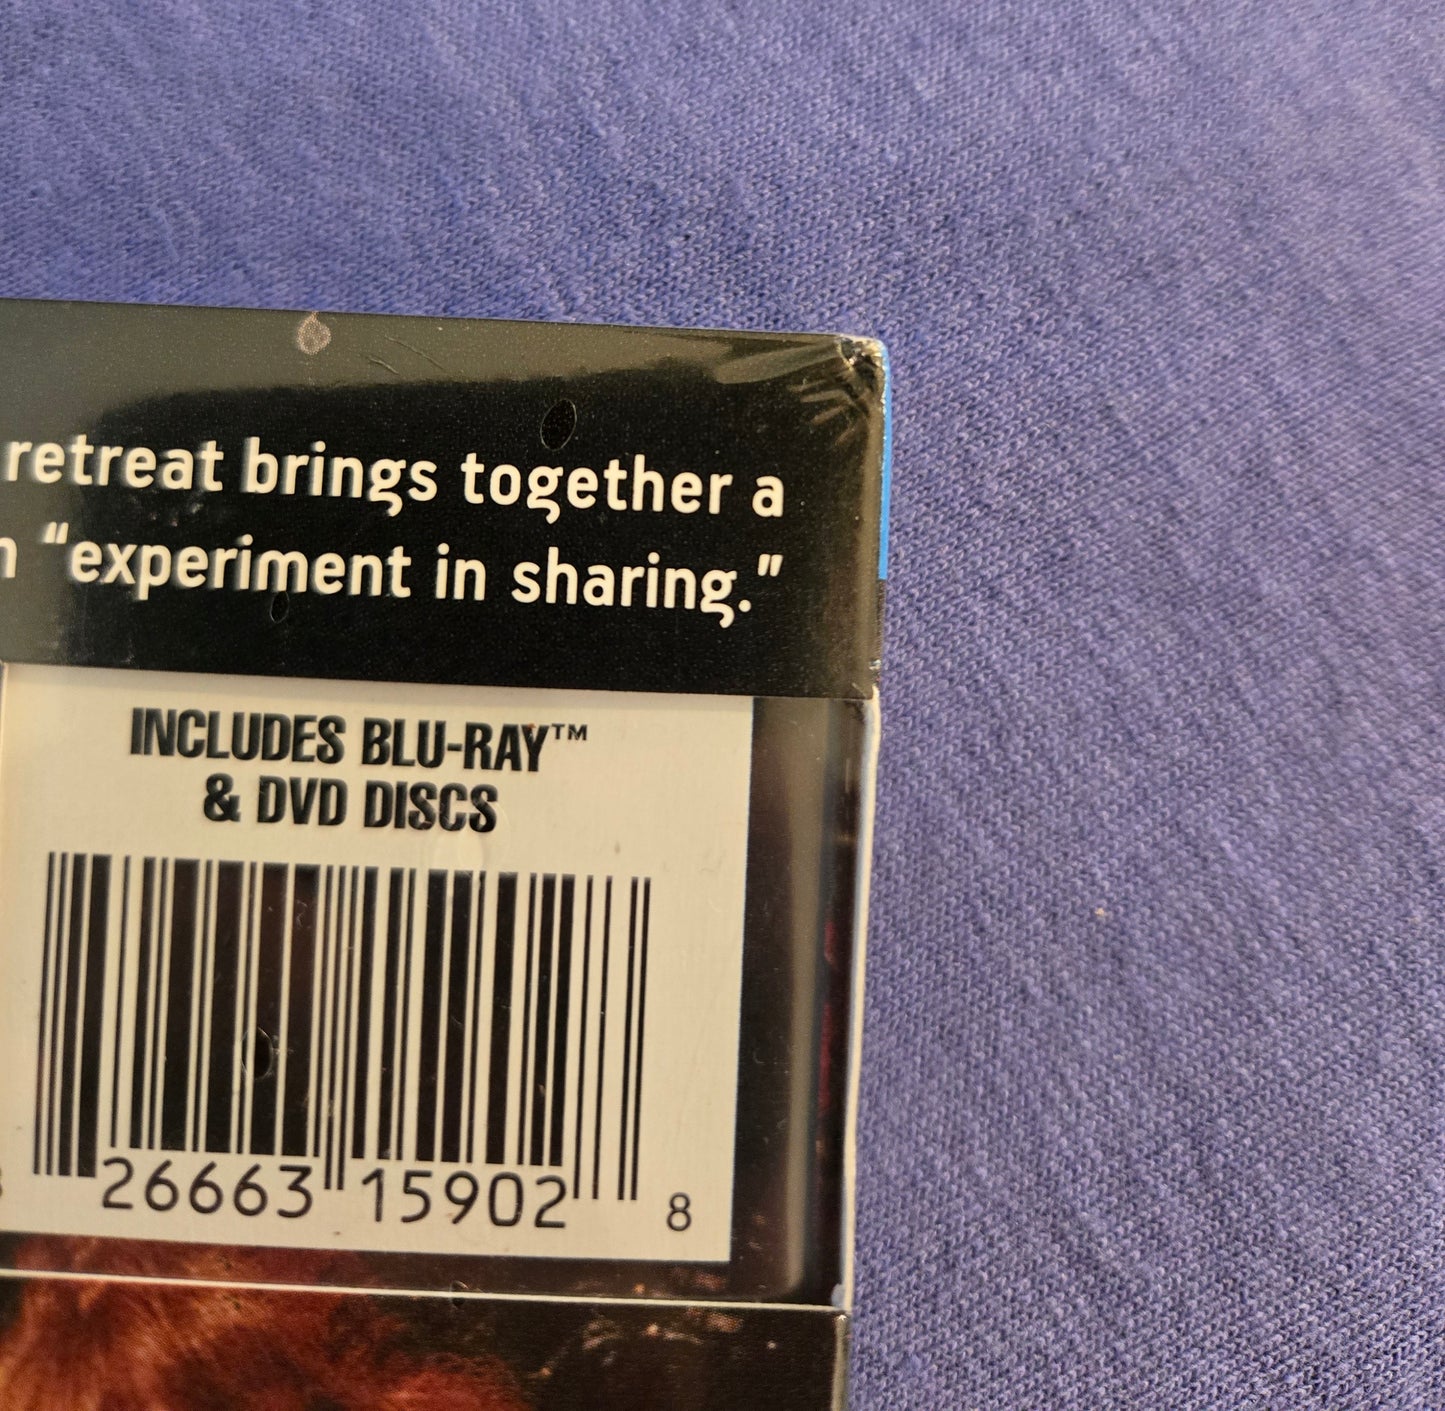 retreat brings together a
“experiment in sharing.”
INCLUDES BLU-RAY™
& DVD DISCS
26663 15902 8